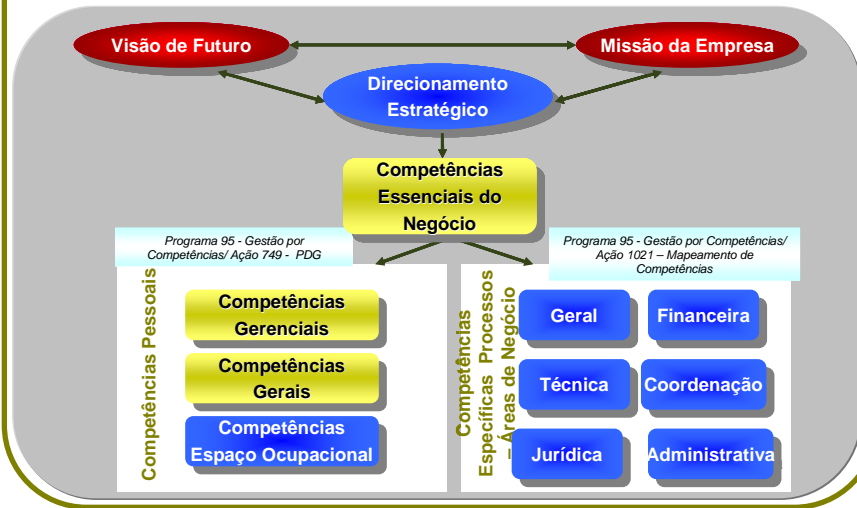 Visão de Futuro
Missão da Empresa
Direcionamento
Estratégico
Competências
Essenciais do
Negócio
Programa 95 - Gestão por
Competências/ Ação 749 - PDG
Programa 95 - Gestão por Competências/
Ação 1021 – Mapeamento de
Competências
Competências Pessoais
Competências
Gerenciais
Competências
Gerais
Competências
Espaço Ocupacional
Competências
Específicas Processos
– Áreas de Negócio
Geral
Financeira
Técnica
Coordenação
Jurídica
Administrativa